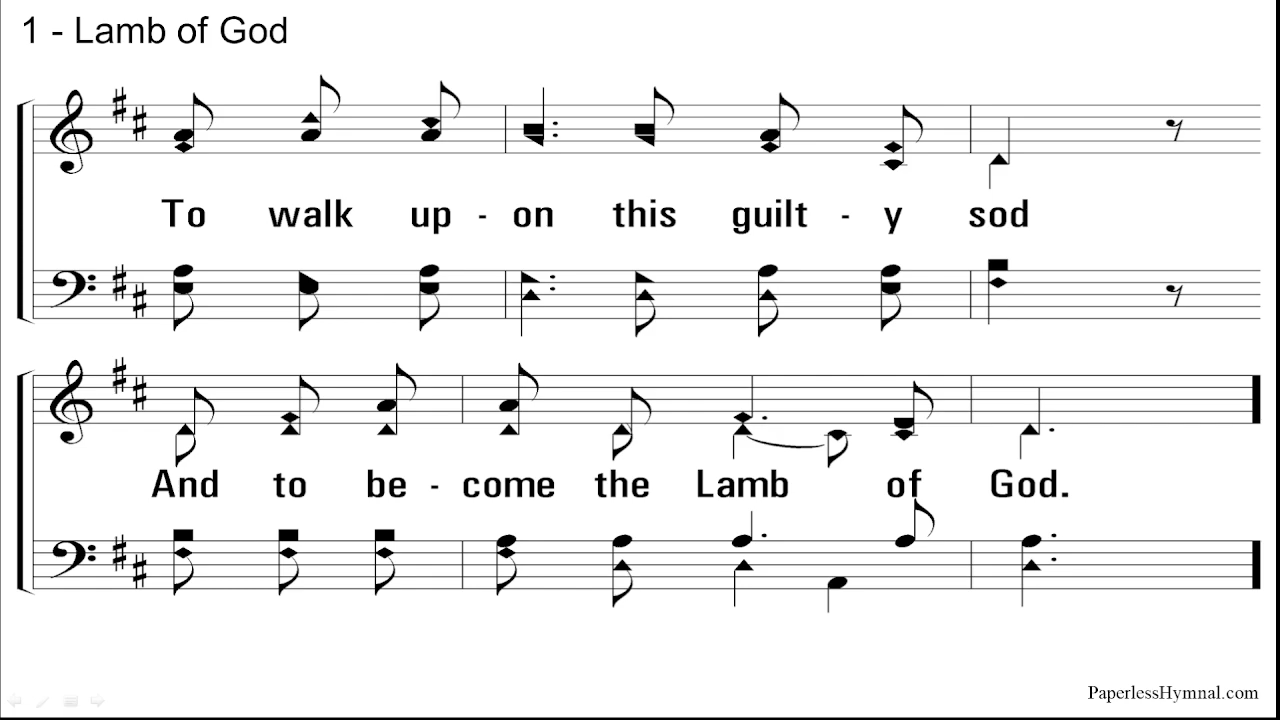 1 - Lamb of God
To walk up - on this guilt - y sod
And to be - come the Lamb of God.
PaperlessHymnal.com